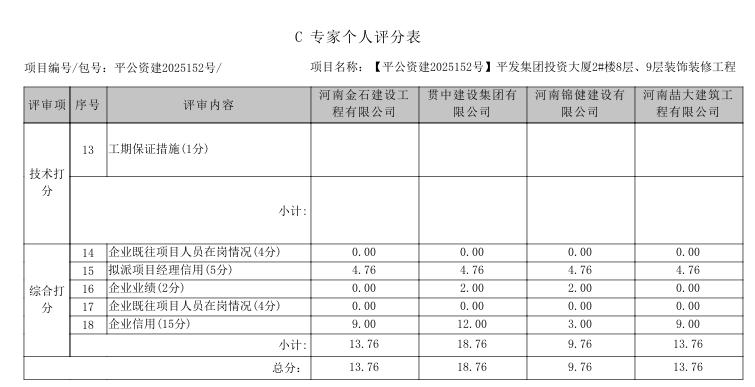 C 专家个人评分表
项目编号/包号: 平公资建2025152号/ 项目名称: 【平公资建2025152号】平发集团投资大厦2#楼8层、9层装饰装修工程
评审项 序号 评审内容 河南金石建设工程有限公司 贯中建设集团有限公司 河南锦健建设有限公司 河南喆大建筑工程有限公司
技术打分
13 工期保证措施(1分)
小计:
综合打分
14 企业既往项目人员在岗情况(4分) 0.00 0.00 0.00 0.00
15 拟派项目经理信用(5分) 4.76 4.76 4.76 4.76
16 企业业绩(2分) 0.00 2.00 2.00 0.00
17 企业既往项目人员在岗情况(4分) 0.00 0.00 0.00 0.00
18 企业信用(15分) 9.00 12.00 3.00 9.00
小计: 13.76 18.76 9.76 13.76
总分: 13.76 18.76 9.76 13.76